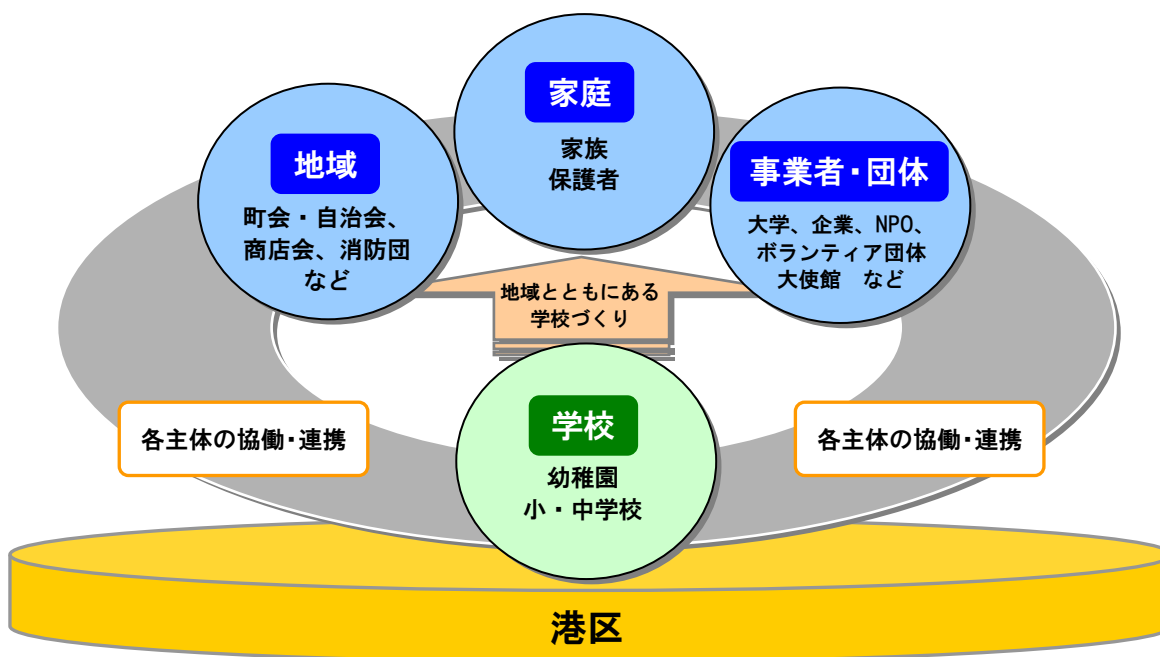 家庭
家族
保護者
地域
町会・自治会、
商店会、消防団
など
事業者・団体
大学、企業、NPO、
ボランティア団体
大使館　など
地域とともにある
学校づくり
学校
幼稚園
小・中学校
各主体の協働・連携
各主体の協働・連携
港区